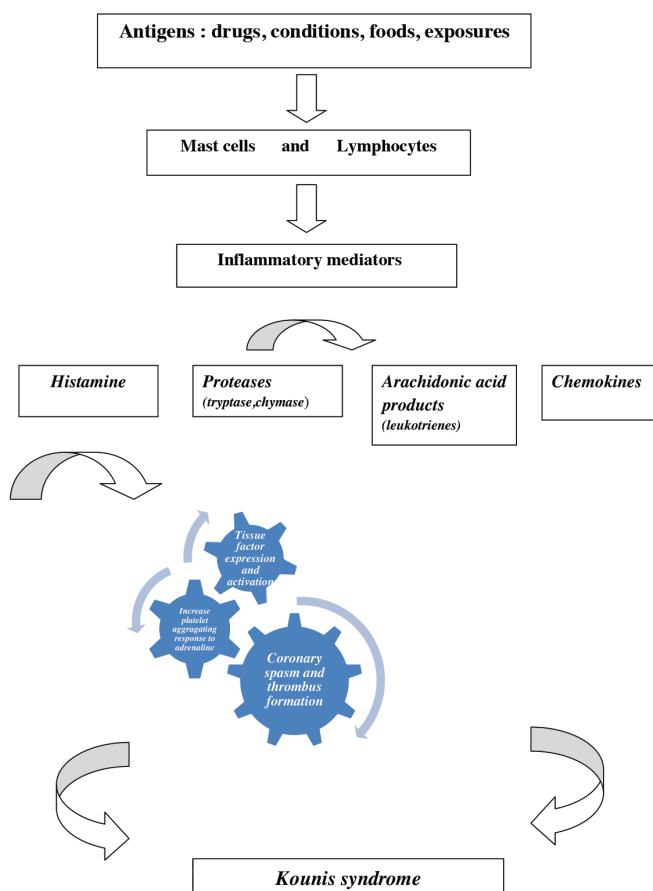 Antigens : drugs, conditions, foods, exposures
Mast cells and Lymphocytes
Inflammatory mediators
Histamine
Proteases
(tryptase,chymase)
Arachidonic acid
products
(leukotrienes)
Chemokines
Tissue
factor
expression
and
activation
Increase
platelet
aggragating
response to
adrenaline
Coronary
spasm and
thrombus
formation
Kounis syndrome